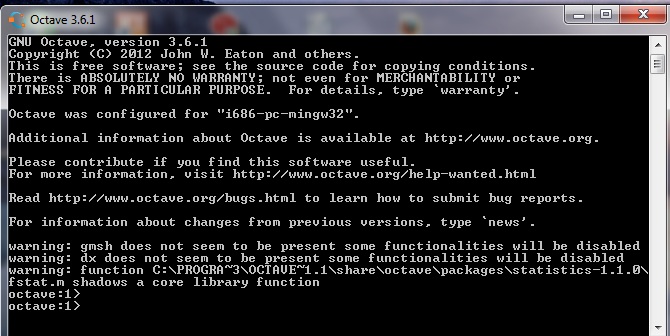 Octave 3.6.1
GNU Octave, version 3.6.1
Copyright (C) 2012 John W. Eaton and others.
This is free software; see the source code for copying conditions.
There is ABSOLUTELY NO WARRANTY; not even for MERCHANTABILITY or
FITNESS FOR A PARTICULAR PURPOSE.  For details, type `warranty'.
Octave was configured for "i686-pc-mingw32".
Additional information about Octave is available at http://www.octave.org.
Please contribute if you find this software useful.
For more information, visit http://www.octave.org/help-wanted.html
Read http://www.octave.org/bugs.html to learn how to submit bug reports.
For information about changes from previous versions, type `news'.
warning: gmsh does not seem to be present some functionalities will be disabled
warning: dx does not seem to be present some functionalities will be disabled
warning: function C:\PROGRA~3\OCTAVE~1.1\share\octave\packages\statistics-1.1.0\
fstat.m shadows a core library function
octave:1>
octave:1>